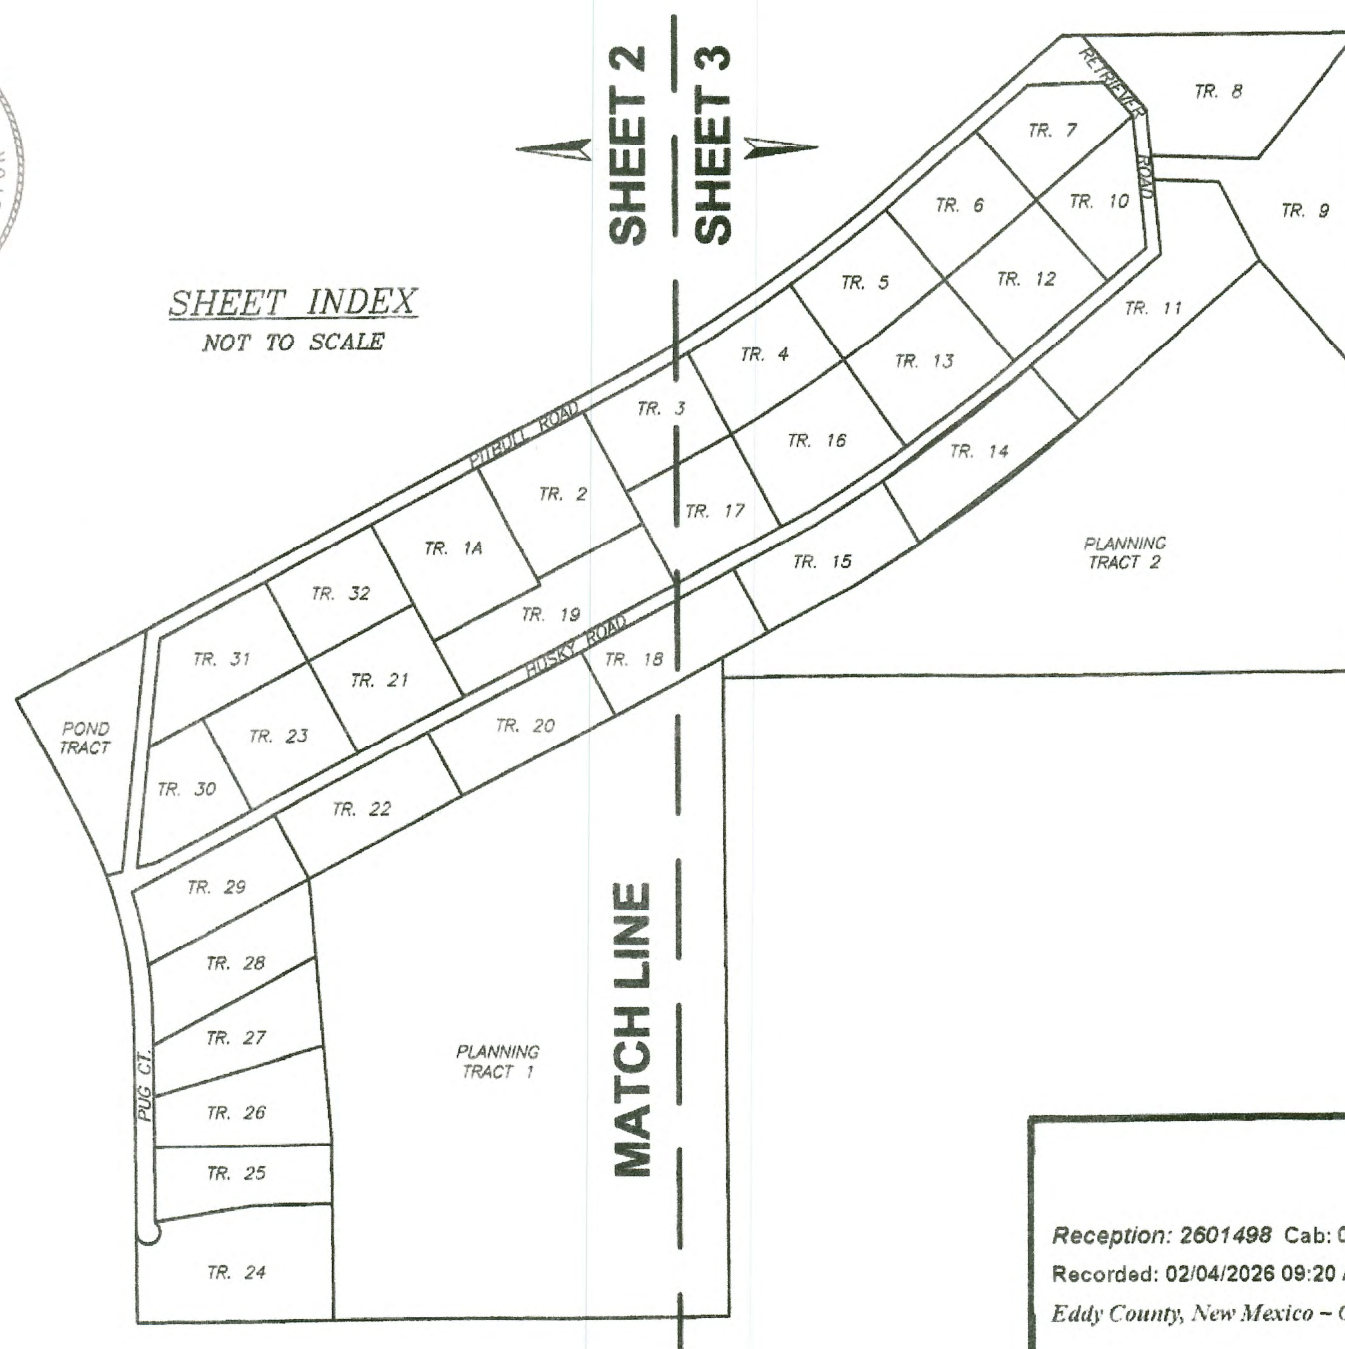 SHEET 2
SHEET 3
SHEET INDEX
NOT TO SCALE
RETRIEVER
ROAD
TR. 8
TR. 7
TR. 6
TR. 10
TR. 9
TR. 5
TR. 12
TR. 11
TR. 4
TR. 13
TR. 3
PITBULL ROAD
TR. 16
TR. 14
TR. 2
TR. 17
TR. 1A
TR. 15
PLANNING
TRACT 2
TR. 32
TR. 19
HUSKY ROAD
TR. 31
TR. 18
TR. 21
TR. 20
POND
TRACT
TR. 23
TR. 30
TR. 22
TR. 29
TR. 28
TR. 27
TR. 26
TR. 25
TR. 24
PUG CT.
PLANNING
TRACT 1
MATCH LINE
Reception: 2601498 Cab:
Recorded: 02/04/2026 09:20
Eddy County, New Mexico ~